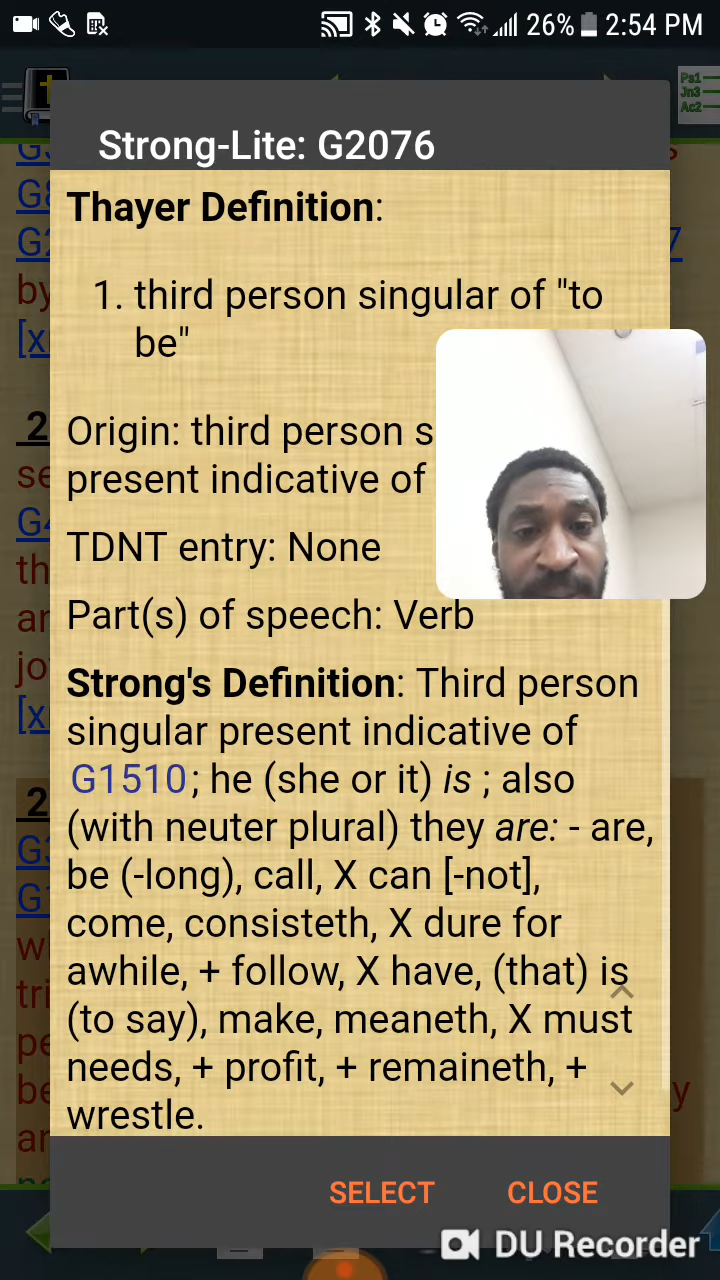 26% 2:54 PM
Ps1
Jn3
Ac2
Strong-Lite: G2076
Thayer Definition:
1. third person singular of "to
be"
Origin: third person s
present indicative of
TDNT entry: None
Part(s) of speech: Verb
Strong's Definition: Third person
singular present indicative of
G1510; he (she or it) is ; also
(with neuter plural) they are: - are,
be (-long), call, X can [-not],
come, consisteth, X dure for
awhile, + follow, X have, (that) is
(to say), make, meaneth, X must
needs, + profit, + remaineth, +
wrestle.
SELECT CLOSE
DU Recorder